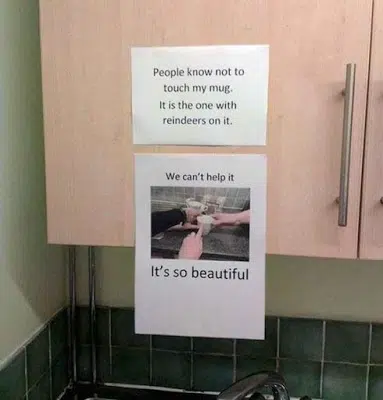 People know not to
touch my mug.
It is the one with
reindeers on it.
We can't help it
It's so beautiful